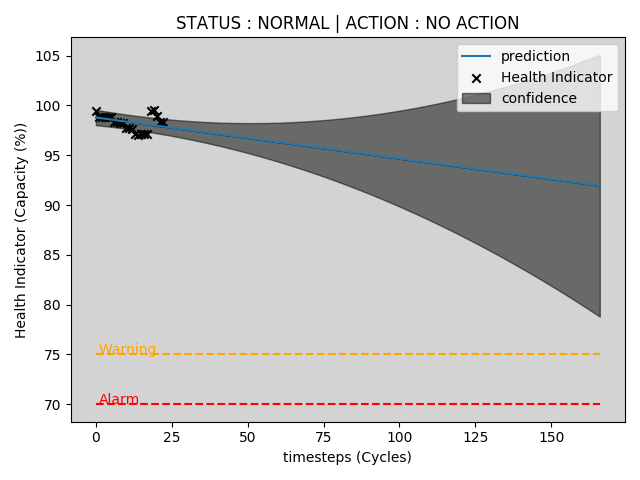 STATUS : NORMAL | ACTION : NO ACTION
prediction
Health Indicator
confidence
Health Indicator (Capacity (%))
105
100
95
90
85
80
75
70
Warning
Alarm
0 25 50 75 100 125 150
timesteps (Cycles)